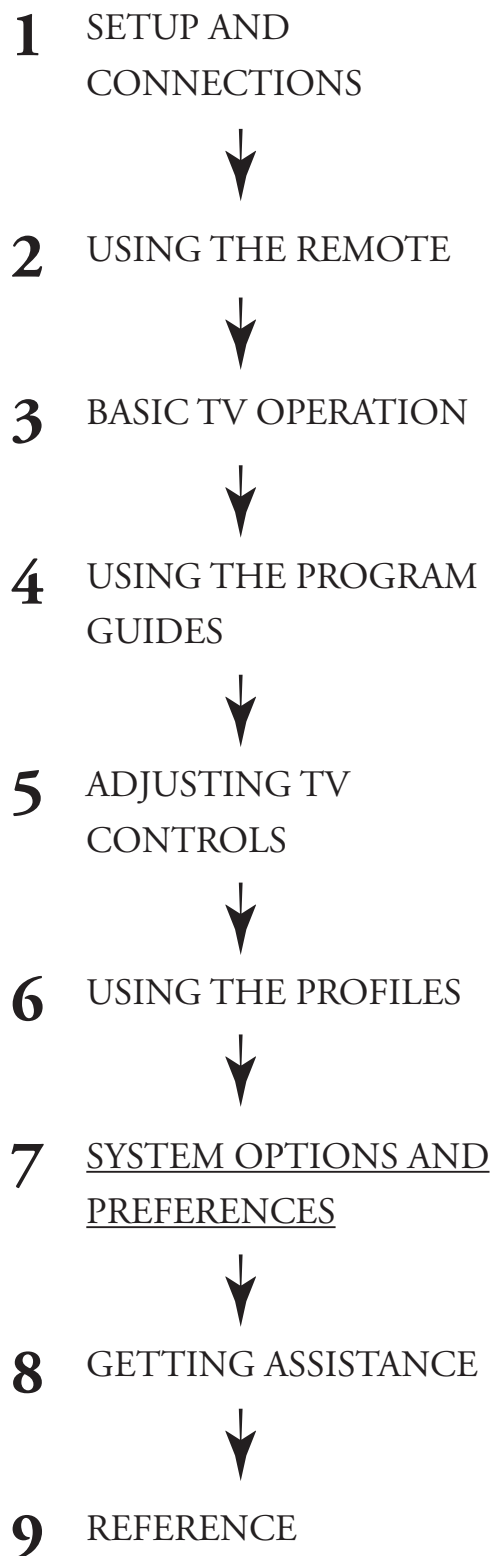 1 SETUP AND
CONNECTIONS
2 USING THE REMOTE
3 BASIC TV OPERATION
4 USING THE PROGRAM
GUIDES
5 ADJUSTING TV
CONTROLS
6 USING THE PROFILES
7 SYSTEM OPTIONS AND
PREFERENCES
8 GETTING ASSISTANCE
9 REFERENCE